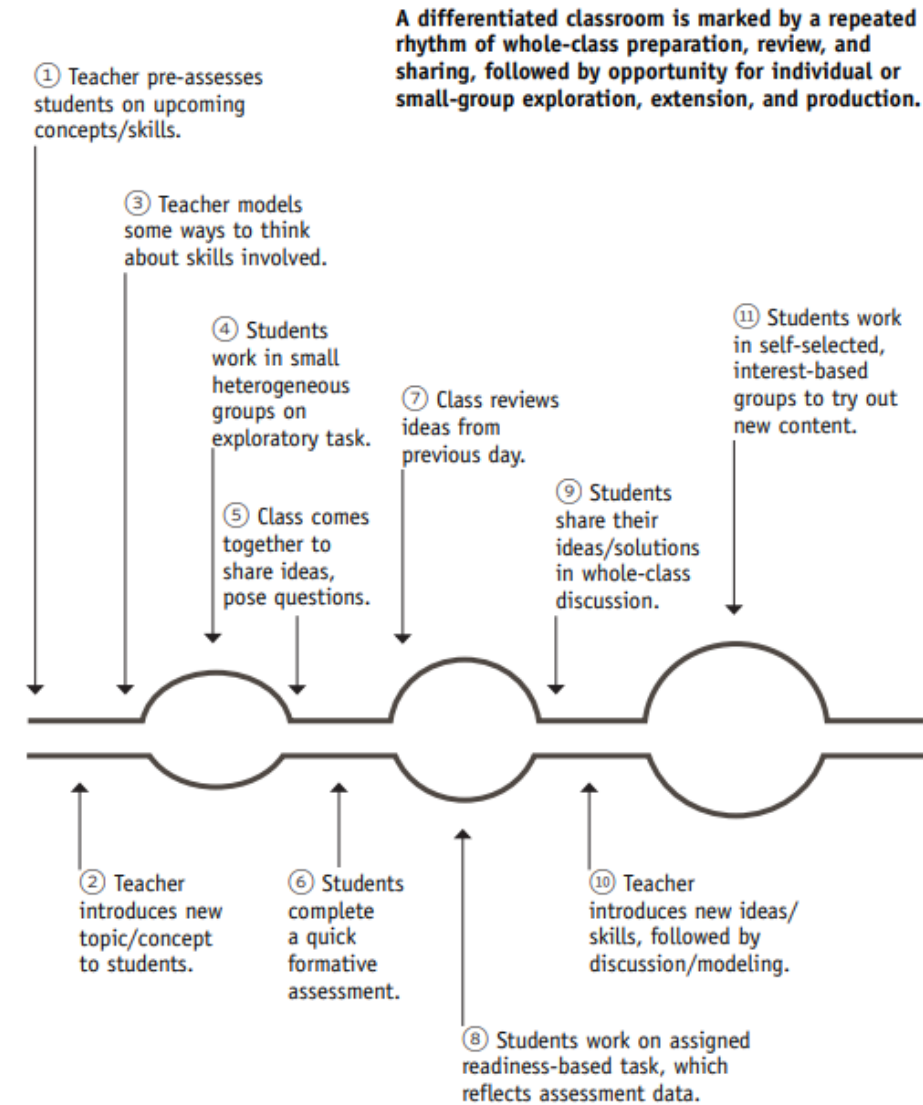 A differentiated classroom is marked by a repeated
rhythm of whole-class preparation, review, and
sharing, followed by opportunity for individual or
small-group exploration, extension, and production.
① Teacher pre-assesses
students on upcoming
concepts/skills.
③ Teacher models
some ways to think
about skills involved.
④ Students
work in small
heterogeneous
groups on
exploratory task.
⑤ Class comes
together to
share ideas,
pose questions.
⑦ Class reviews
ideas from
previous day.
⑨ Students
share their
ideas/solutions
in whole-class
discussion.
⑪ Students work
in self-selected,
interest-based
groups to try out
new content.
② Teacher
introduces new
topic/concept
to students.
⑥ Students
complete
a quick
formative
assessment.
⑧ Students work on assigned
readiness-based task, which
reflects assessment data.
⑩ Teacher
introduces new ideas/
skills, followed by
discussion/modeling.